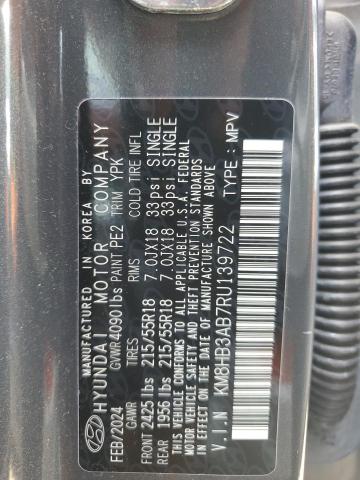 MANUFACTURED IN KOREA BY
HYUNDAI MOTOR COMPANY
FEB/2024 GVWR 4090 lbs PAINT PE2 TRIM YPK
TIRES RIMS COLD TIRE INFL
FRONT 2425 lbs 215/55R18 7.0JX18 33psi SINGLE
REAR 1956 lbs 215/55R18 7.0JX18 33psi SINGLE
THIS VEHICLE CONFORMS TO ALL APPLICABLE U.S.A. FEDERAL
MOTOR VEHICLE SAFETY AND THEFT PREVENTION STANDARDS
IN EFFECT ON THE DATE OF MANUFACTURE SHOWN ABOVE.
V.I.N KM8HB3AB7RU139722 TYPE : MPV